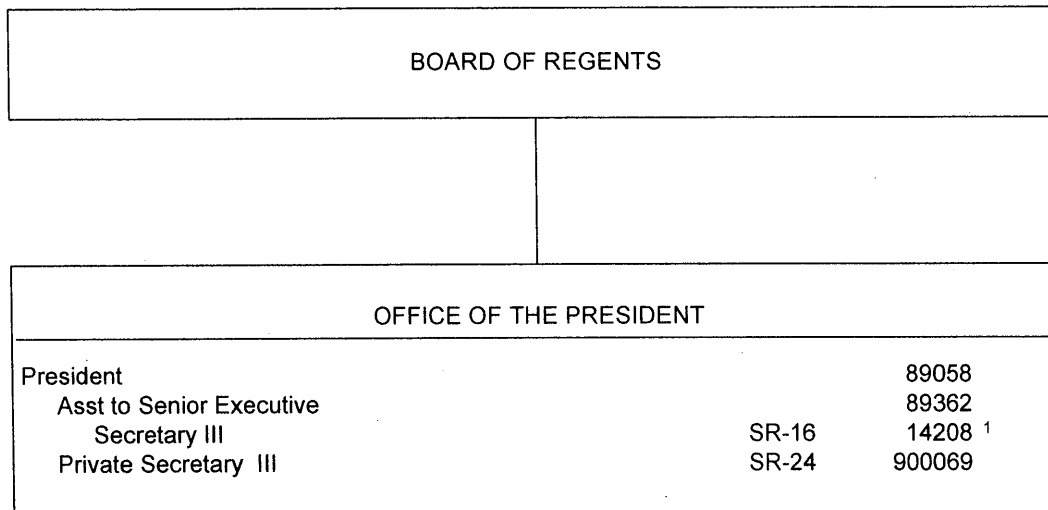 BOARD OF REGENTS
OFFICE OF THE PRESIDENT
President 89058
Asst to Senior Executive 89362
Secretary III SR-16 14208 1
Private Secretary III SR-24 900069